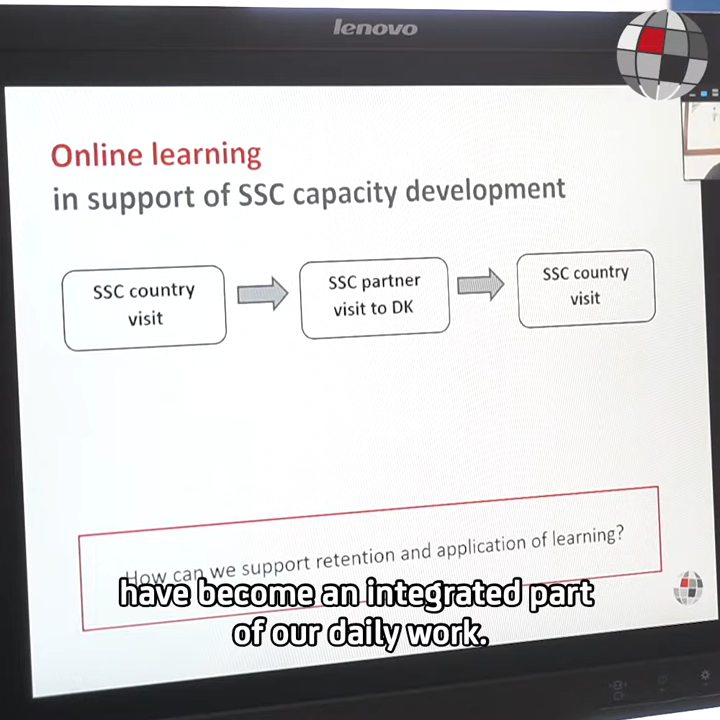 lenovo
Online learning
in support of SSC capacity development
SSC country
visit
SSC partner
visit to DK
SSC country
visit
How can we support retention and application of learning?
have become an integrated part
of our daily work.